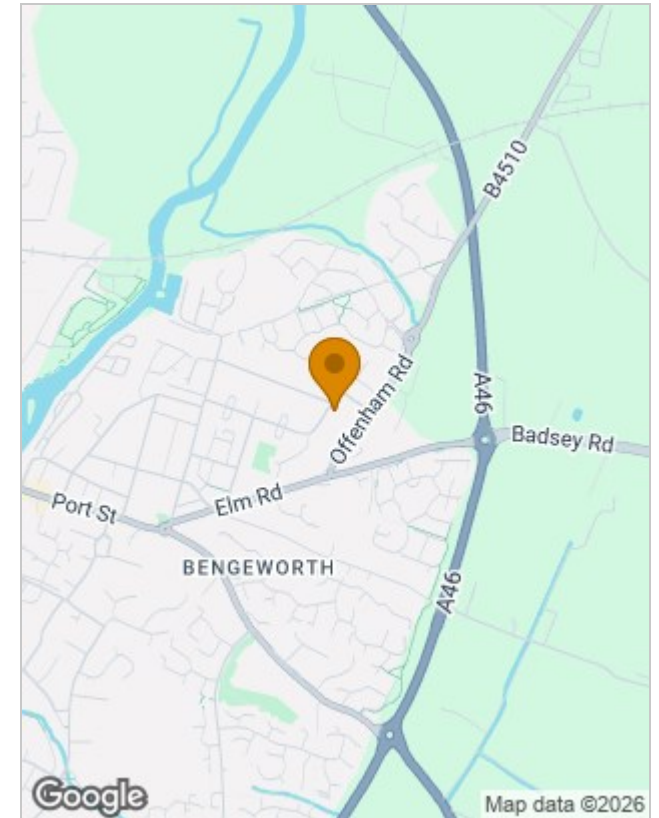 B4510
A46
Offenham Rd
Badsey Rd
Port St
Elm Rd
BENGEWORTH
A46
Google
Map data ©2026